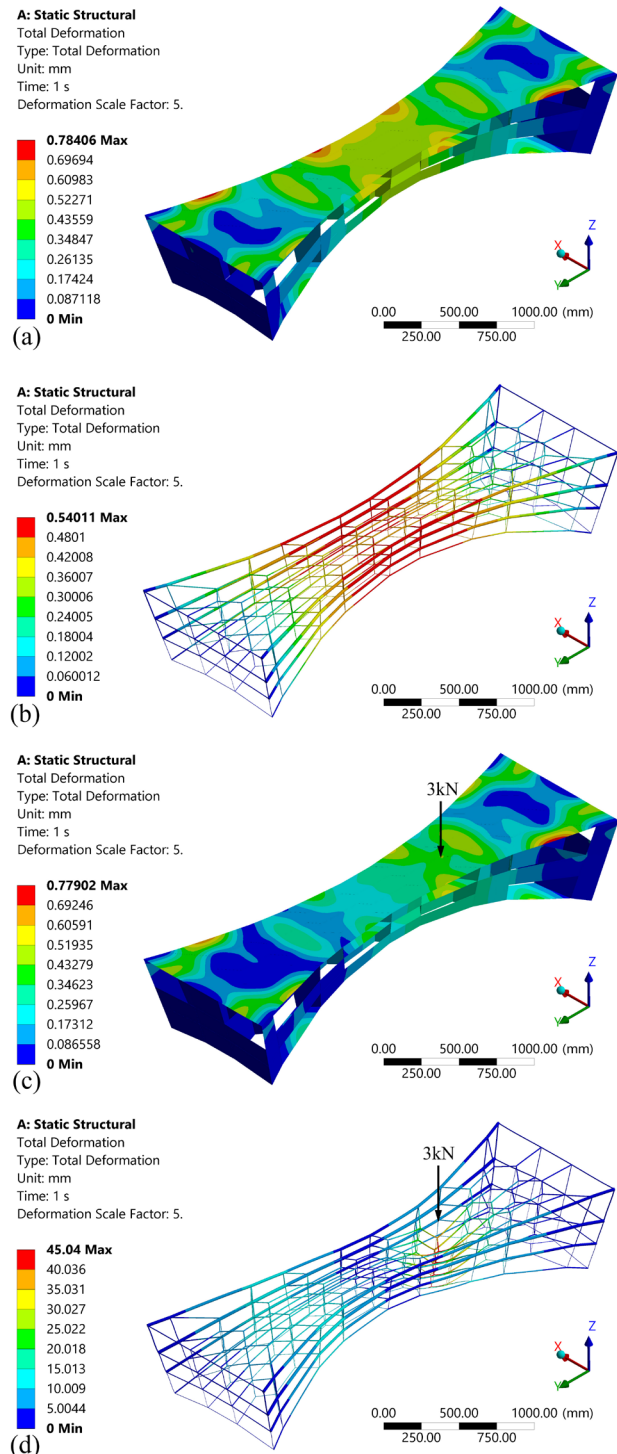 A: Static Structural
Total Deformation
Type: Total Deformation
Unit: mm
Time: 1 s
Deformation Scale Factor: 5.
0.78406 Max
0.69694
0.60983
0.52271
0.43559
0.34847
0.26135
0.17424
0.087118
0 Min
X
Y
Z
0.00 500.00 1000.00 (mm)
250.00 750.00
(a)
A: Static Structural
Total Deformation
Type: Total Deformation
Unit: mm
Time: 1 s
Deformation Scale Factor: 5.
0.54011 Max
0.4801
0.42008
0.36007
0.30006
0.24005
0.18004
0.12002
0.060012
0 Min
X
Y
Z
0.00 500.00 1000.00 (mm)
250.00 750.00
(b)
A: Static Structural
Total Deformation
Type: Total Deformation
Unit: mm
Time: 1 s
Deformation Scale Factor: 5.
3kN
0.77902 Max
0.69246
0.60591
0.51935
0.43279
0.34623
0.25967
0.17312
0.086558
0 Min
X
Y
Z
0.00 500.00 1000.00 (mm)
250.00 750.00
(c)
A: Static Structural
Total Deformation
Type: Total Deformation
Unit: mm
Time: 1 s
Deformation Scale Factor: 5.
3kN
45.04 Max
40.036
35.031
30.027
25.022
20.018
15.013
10.009
5.0044
0 Min
X
Y
Z
0.00 500.00 1000.00 (mm)
250.00 750.00
(d)